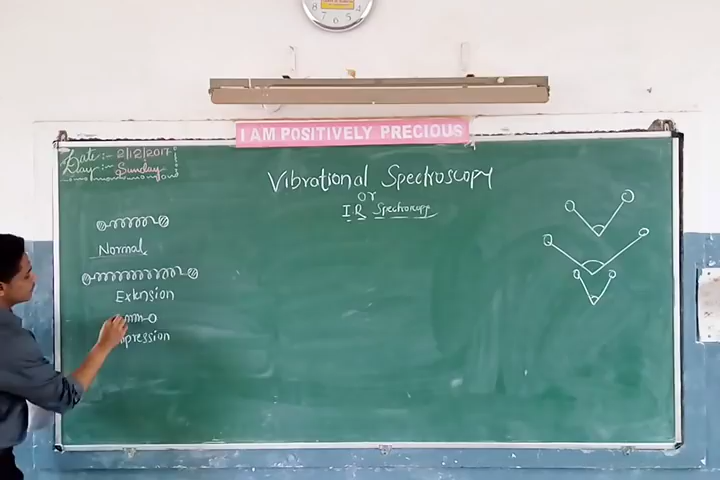 I AM POSITIVELY PRECIOUS
Date:- 2/12/2017
Day:- Sunday
Vibrational Spectroscopy
or
I.R Spectroscopy
Normal
Extension
pression